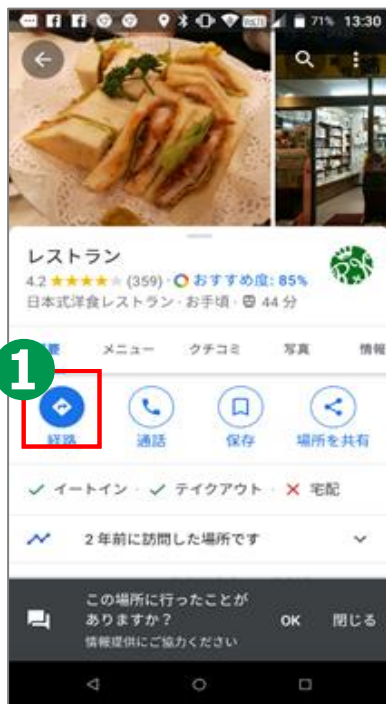 71% 13:30
レストラン
4.2 ★★★★★ (359)・おすすめ度: 85%
日本式洋食レストラン・お手頃・ 44 分
要 メニュー クチコミ 写真 情報
1
経路 通話 保存 場所を共有
✓ イートイン・✓ テイクアウト・✕ 宅配
2 年前に訪問した場所です
この場所に行ったことが
ありますか?
情報提供にご協力ください
OK 閉じる